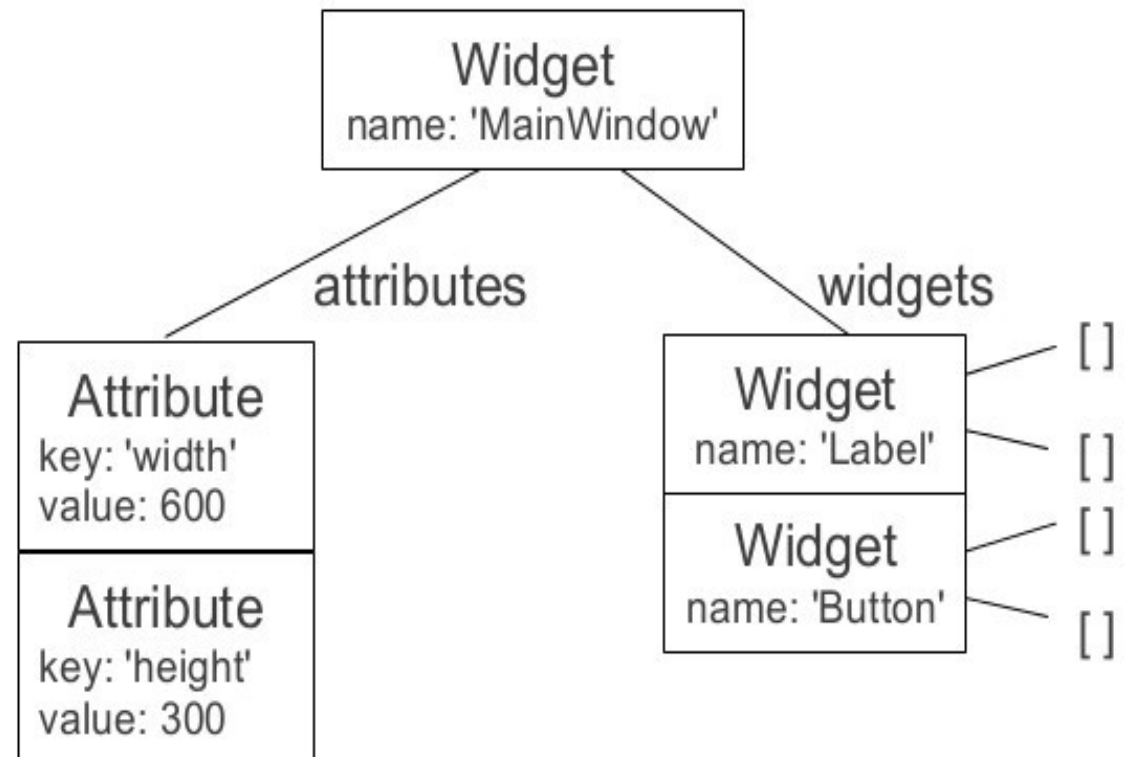 Widget
name: 'MainWindow'
attributes
widgets
Attribute
key: 'width'
value: 600
Attribute
key: 'height'
value: 300
Widget
name: 'Label'
[ ]
[ ]
Widget
name: 'Button'
[ ]
[ ]